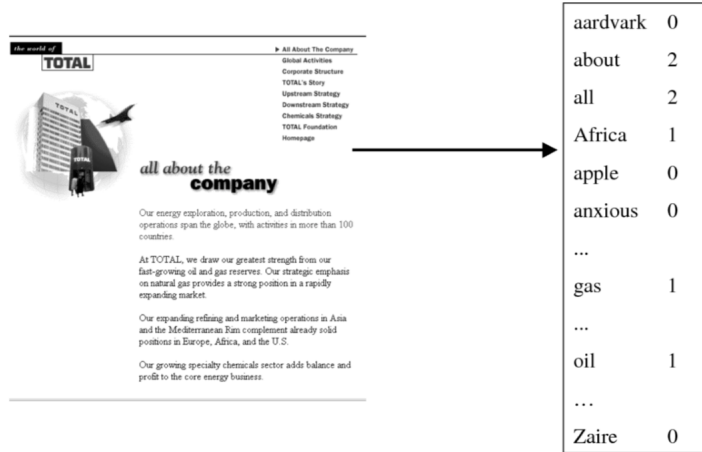 the world of
TOTAL
All About The Company
Global Activities
Corporate Structure
TOTAL's Story
Upstream Strategy
Downstream Strategy
Chemicals Strategy
TOTAL Foundation
Homepage
TOTAL
TOTAL
all about the
company
Our energy exploration, production, and distribution
operations span the globe, with activities in more than 100
countries.
At TOTAL, we draw our greatest strength from our
fast-growing oil and gas reserves. Our strategic emphasis
on natural gas provides a strong position in a rapidly
expanding market.
Our expanding refining and marketing operations in Asia
and the Mediterranean Rim complement already solid
positions in Europe, Africa, and the U.S.
Our growing specialty chemicals sector adds balance and
profit to the core energy business.
aardvark 0
about 2
all 2
Africa 1
apple 0
anxious 0
...
gas 1
...
oil 1
…
Zaire 0